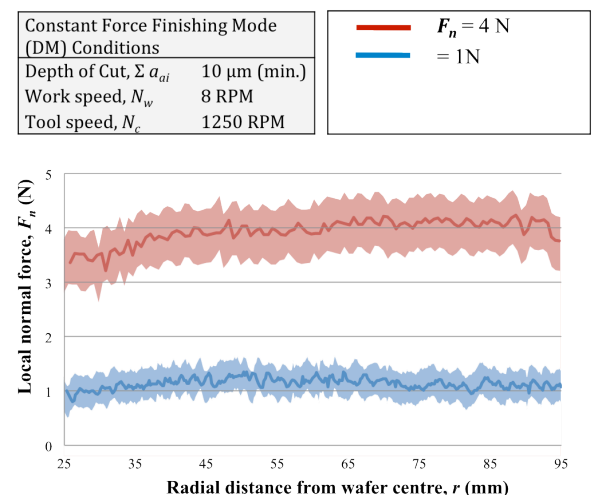 Constant Force Finishing Mode
(DM) Conditions
Depth of Cut, Σ a_ai 10 μm (min.)
Work speed, N_w 8 RPM
Tool speed, N_c 1250 RPM
F_n = 4 N
= 1N
Local normal force, F_n (N)
5
4
3
2
1
0
25 35 45 55 65 75 85 95
Radial distance from wafer centre, r (mm)